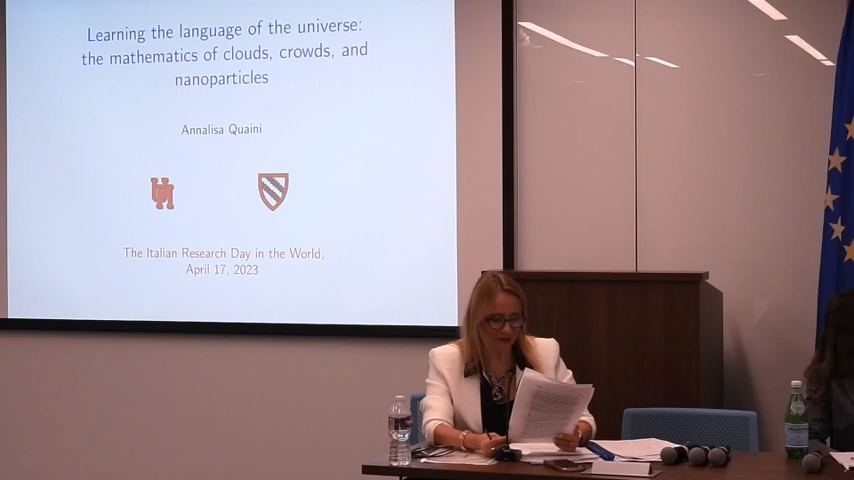 Learning the language of the universe:
the mathematics of clouds, crowds, and
nanoparticles
Annalisa Quaini
UH
The Italian Research Day in the World,
April 17, 2023